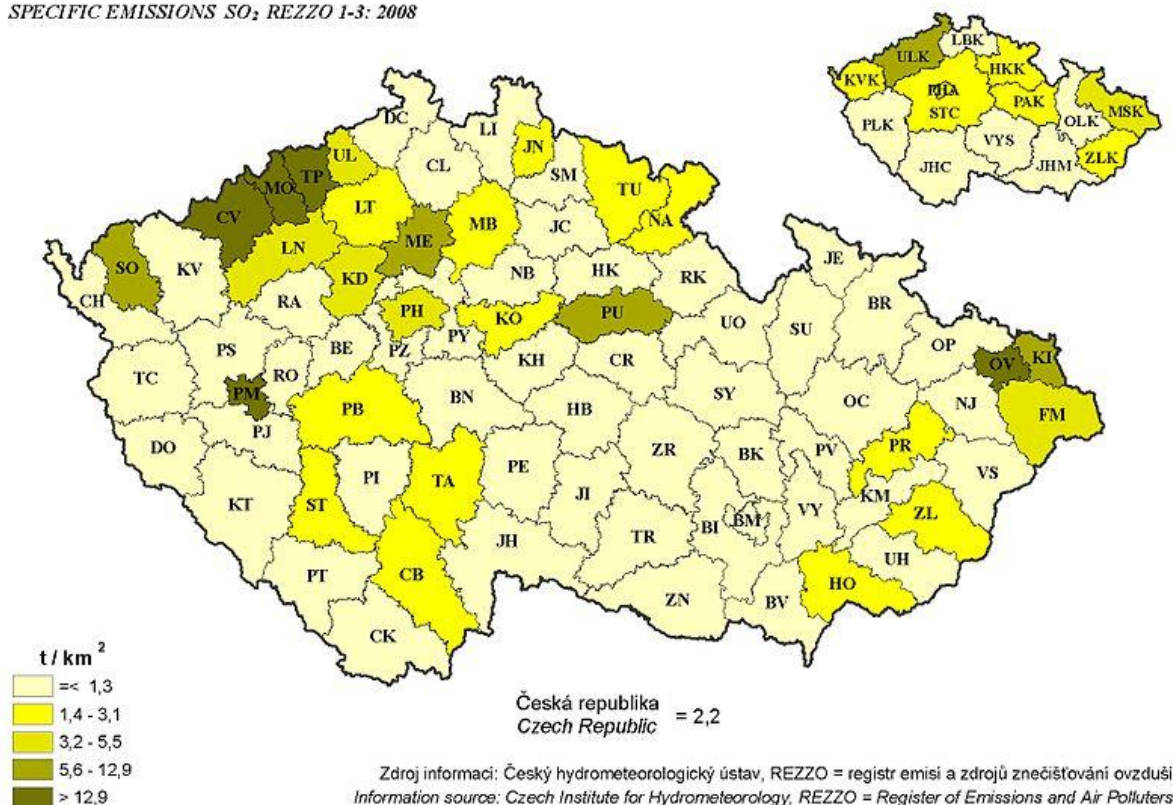 SPECIFIC EMISSIONS SO₂ REZZO 1-3: 2008
LBK
ULK
HKK
KVK
PHA
STC
PAK
MSK
PLK
OLK
VYS
ZLK
JHC
JHM
DC
LI
UL
JN
CL
SM
MO
TP
TU
LT
CV
MB
NA
ME
JC
LN
SO
KV
KD
NB
HK
RK
JE
CH
RA
BR
PH
KO
PU
UO
SU
PS
BE
PZ
PY
OP
OV
KI
TC
RO
KH
CR
PM
BN
SY
OC
NJ
FM
PB
HB
PJ
DO
ZR
BK
PV
PR
VS
PI
TA
PE
KT
ST
JI
KM
ZL
BI
BM
VY
JH
TR
UH
PT
CB
HO
ZN
BV
CK
t / km ²
=< 1,3
1,4 - 3,1
3,2 - 5,5
5,6 - 12,9
> 12,9
Česká republika
Czech Republic = 2,2
Zdroj informací: Český hydrometeorologický ústav, REZZO = registr emisí a zdrojů znečišťování ovzduší
Information source: Czech Institute for Hydrometeorology, REZZO = Register of Emissions and Air Polluters